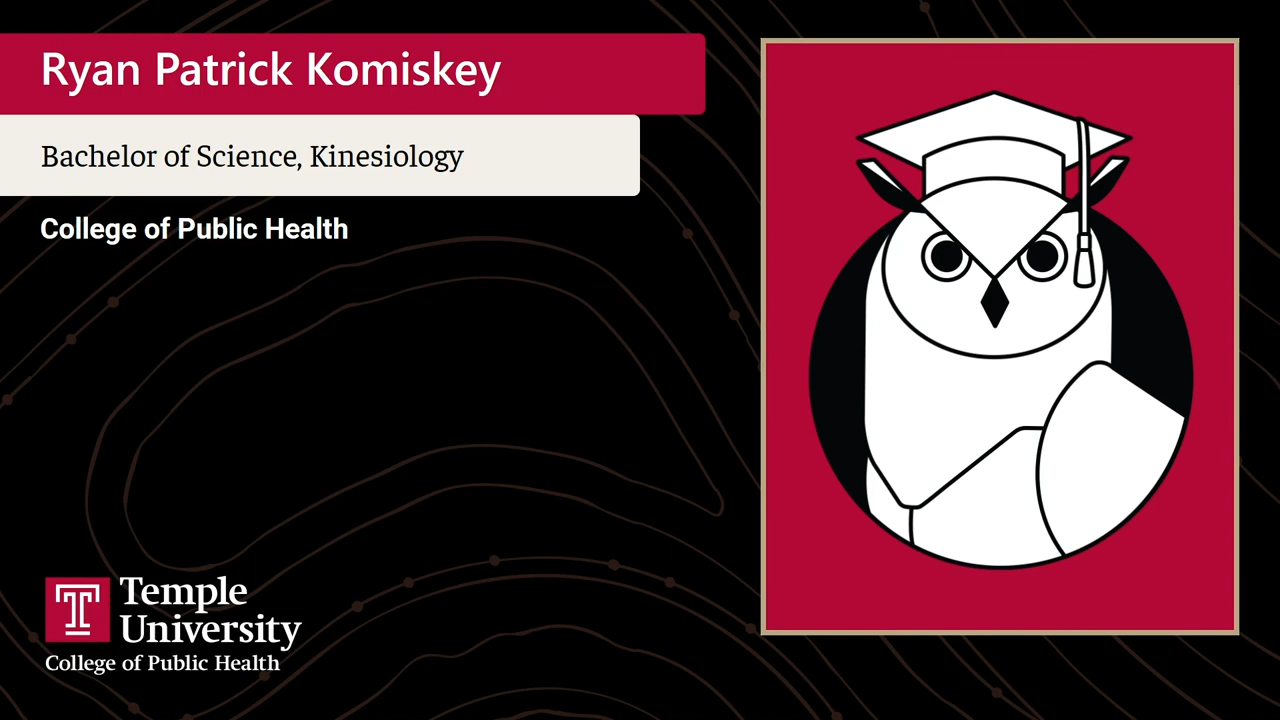 Ryan Patrick Komiskey
Bachelor of Science, Kinesiology
College of Public Health
T
Temple
University
College of Public Health